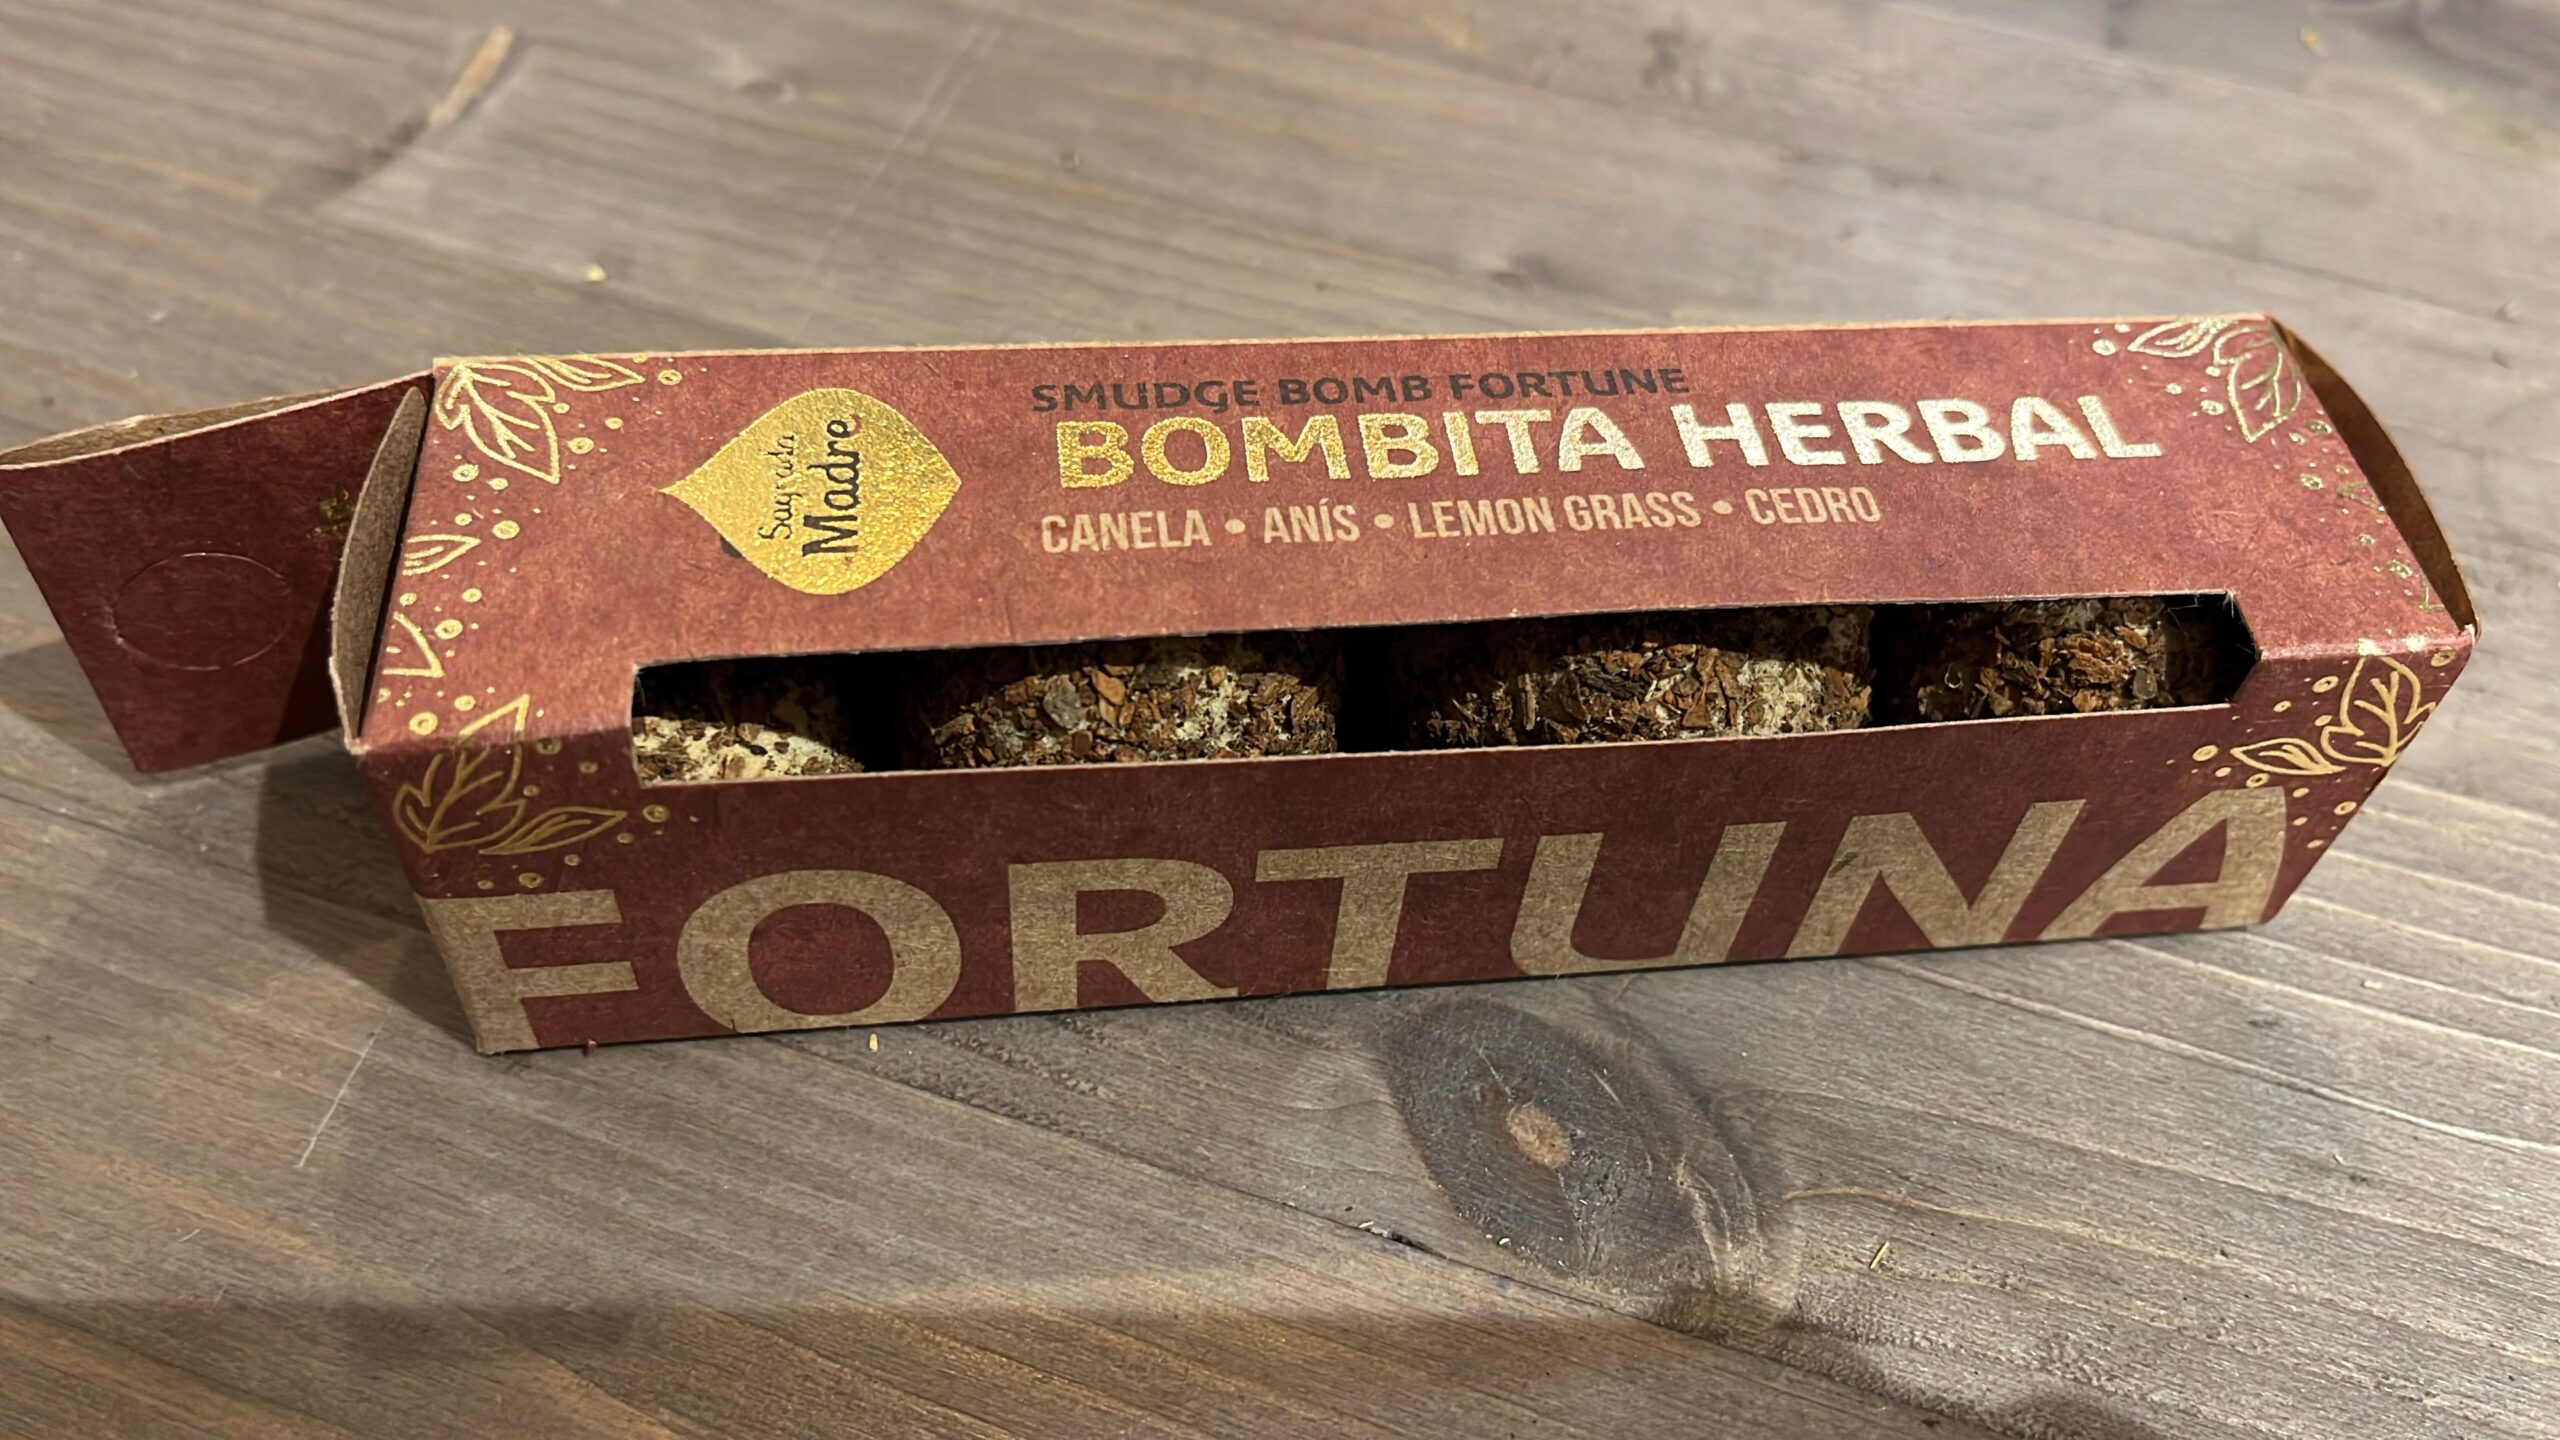 Sagrada
Madre
SMUDGE BOMB FORTUNE
BOMBITA HERBAL
CANELA • ANÍS • LEMON GRASS • CEDRO
FORTUNA